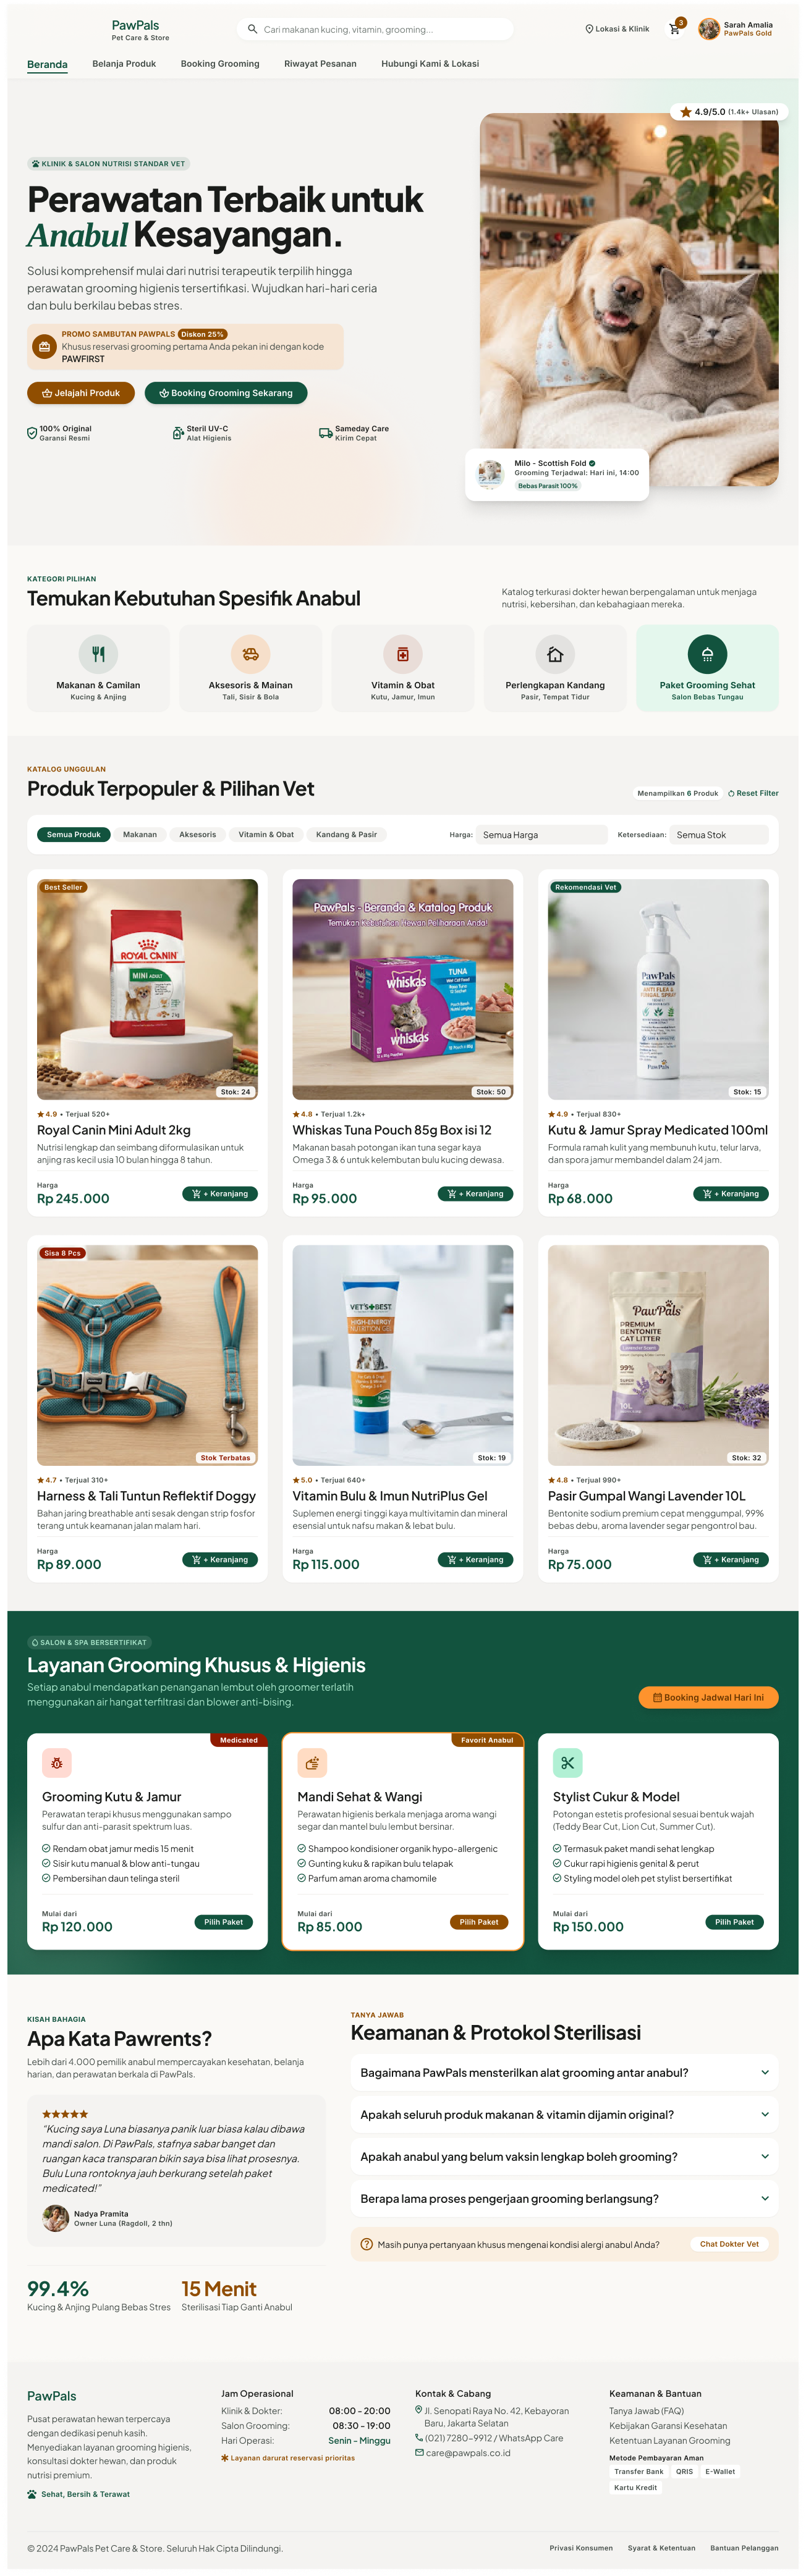 PawPals
Pet Care & Store
Cari makanan kucing, vitamin, grooming...
Lokasi & Klinik
3
Sarah Amalia
PawPals Gold
Beranda
Belanja Produk
Booking Grooming
Riwayat Pesanan
Hubungi Kami & Lokasi
4.9/5.0 (1.4k+ Ulasan)
KLINIK & SALON NUTRISI STANDAR VET
Perawatan Terbaik untuk
Anabul Kesayangan.
Solusi komprehensif mulai dari nutrisi terapeutik terpilih hingga
perawatan grooming higienis tersertifikasi. Wujudkan hari-hari ceria
dan bulu berkilau bebas stres.
PROMO SAMBUTAN PAWPALS Diskon 25%
Khusus reservasi grooming pertama Anda pekan ini dengan kode
PAWFIRST
Jelajahi Produk
Booking Grooming Sekarang
100% Original
Garansi Resmi
Steril UV-C
Alat Higienis
Sameday Care
Kirim Cepat
Milo - Scottish Fold
Grooming Terjadwal: Hari ini, 14:00
Bebas Parasit 100%
KATEGORI PILIHAN
Temukan Kebutuhan Spesifik Anabul
Katalog terkurasi dokter hewan berpengalaman untuk menjaga
nutrisi, kebersihan, dan kebahagiaan mereka.
Makanan & Camilan
Kucing & Anjing
Aksesoris & Mainan
Tali, Sisir & Bola
Vitamin & Obat
Kutu, Jamur, Imun
Perlengkapan Kandang
Pasir, Tempat Tidur
Paket Grooming Sehat
Salon Bebas Tungau
KATALOG UNGGULAN
Produk Terpopuler & Pilihan Vet
Menampilkan 6 Produk
Reset Filter
Semua Produk
Makanan
Aksesoris
Vitamin & Obat
Kandang & Pasir
Harga:
Semua Harga
Ketersediaan:
Semua Stok
Best Seller
ROYAL CANIN
MINI ADULT
2 kg
Stok: 24
4.9 • Terjual 520+
Royal Canin Mini Adult 2kg
Nutrisi lengkap dan seimbang diformulasikan untuk
anjing ras kecil usia 10 bulan hingga 8 tahun.
Harga
Rp 245.000
+ Keranjang
PawPals - Beranda & Katalog Produk
Temukan Kebutuhan Hewan Peliharaan Anda!
whiskas
TUNA
whiskas
Stok: 50
4.8 • Terjual 1.2k+
Whiskas Tuna Pouch 85g Box isi 12
Makanan basah potongan ikan tuna segar kaya
Omega 3 & 6 untuk kelembutan bulu kucing dewasa.
Harga
Rp 95.000
+ Keranjang
Rekomendasi Vet
PawPals
ANTI FLEA &
FUNGAL SPRAY
PawPals
Stok: 15
4.9 • Terjual 830+
Kutu & Jamur Spray Medicated 100ml
Formula ramah kulit yang membunuh kutu, telur larva,
dan spora jamur membandel dalam 24 jam.
Harga
Rp 68.000
+ Keranjang
Sisa 8 Pcs
Stok Terbatas
4.7 • Terjual 310+
Harness & Tali Tuntun Reflektif Doggy
Bahan jaring breathable anti sesak dengan strip fosfor
terang untuk keamanan jalan malam hari.
Harga
Rp 89.000
+ Keranjang
VET'S BEST
HIGH-ENERGY
NUTRITION GEL
Stok: 19
5.0 • Terjual 640+
Vitamin Bulu & Imun NutriPlus Gel
Suplemen energi tinggi kaya multivitamin dan mineral
esensial untuk nafsu makan & lebat bulu.
Harga
Rp 115.000
+ Keranjang
PawPals
PREMIUM
BENTONITE
CAT LITTER
Lavender Scent
99%
10L
Stok: 32
4.8 • Terjual 990+
Pasir Gumpal Wangi Lavender 10L
Bentonite sodium premium cepat menggumpal, 99%
bebas debu, aroma lavender segar pengontrol bau.
Harga
Rp 75.000
+ Keranjang
SALON & SPA BERSERTIFIKAT
Layanan Grooming Khusus & Higienis
Setiap anabul mendapatkan penanganan lembut oleh groomer terlatih
menggunakan air hangat terfiltrasi dan blower anti-bising.
Booking Jadwal Hari Ini
Medicated
Grooming Kutu & Jamur
Perawatan terapi khusus menggunakan sampo
sulfur dan anti-parasit spektrum luas.
Rendam obat jamur medis 15 menit
Sisir kutu manual & blow anti-tungau
Pembersihan daun telinga steril
Mulai dari
Rp 120.000
Pilih Paket
Favorit Anabul
Mandi Sehat & Wangi
Perawatan higienis berkala menjaga aroma wangi
segar dan mantel bulu lembut bersinar.
Shampoo kondisioner organik hypo-allergenic
Gunting kuku & rapikan bulu telapak
Parfum aman aroma chamomile
Mulai dari
Rp 85.000
Pilih Paket
Stylist Cukur & Model
Potongan estetis profesional sesuai bentuk wajah
(Teddy Bear Cut, Lion Cut, Summer Cut).
Termasuk paket mandi sehat lengkap
Cukur rapi higienis genital & perut
Styling model oleh pet stylist bersertifikat
Mulai dari
Rp 150.000
Pilih Paket
KISAH BAHAGIA
Apa Kata Pawrents?
Lebih dari 4.000 pemilik anabul mempercayakan kesehatan, belanja
harian, dan perawatan berkala di PawPals.
"Kucing saya Luna biasanya panik luar biasa kalau dibawa
mandi salon. Di PawPals, stafnya sabar banget dan
ruangan kaca transparan bikin saya bisa lihat prosesnya.
Bulu Luna rontoknya jauh berkurang setelah paket
medicated!"
Nadya Pramita
Owner Luna (Ragdoll, 2 thn)
99.4%
Kucing & Anjing Pulang Bebas Stres
15 Menit
Sterilisasi Tiap Ganti Anabul
TANYA JAWAB
Keamanan & Protokol Sterilisasi
Bagaimana PawPals mensterilkan alat grooming antar anabul?
Apakah seluruh produk makanan & vitamin dijamin original?
Apakah anabul yang belum vaksin lengkap boleh grooming?
Berapa lama proses pengerjaan grooming berlangsung?
Masih punya pertanyaan khusus mengenai kondisi alergi anabul Anda?
Chat Dokter Vet
PawPals
Pusat perawatan hewan terpercaya
dengan dedikasi penuh kasih.
Menyediakan layanan grooming higienis,
konsultasi dokter hewan, dan produk
nutrisi premium.
Sehat, Bersih & Terawat
Jam Operasional
Klinik & Dokter: 08:00 - 20:00
Salon Grooming: 08:30 - 19:00
Hari Operasi: Senin - Minggu
Layanan darurat reservasi prioritas
Kontak & Cabang
Jl. Senopati Raya No. 42, Kebayoran
Baru, Jakarta Selatan
(021) 7280-9912 / WhatsApp Care
care@pawpals.co.id
Keamanan & Bantuan
Tanya Jawab (FAQ)
Kebijakan Garansi Kesehatan
Ketentuan Layanan Grooming
Metode Pembayaran Aman
Transfer Bank
QRIS
E-Wallet
Kartu Kredit
© 2024 PawPals Pet Care & Store. Seluruh Hak Cipta Dilindungi.
Privasi Konsumen
Syarat & Ketentuan
Bantuan Pelanggan